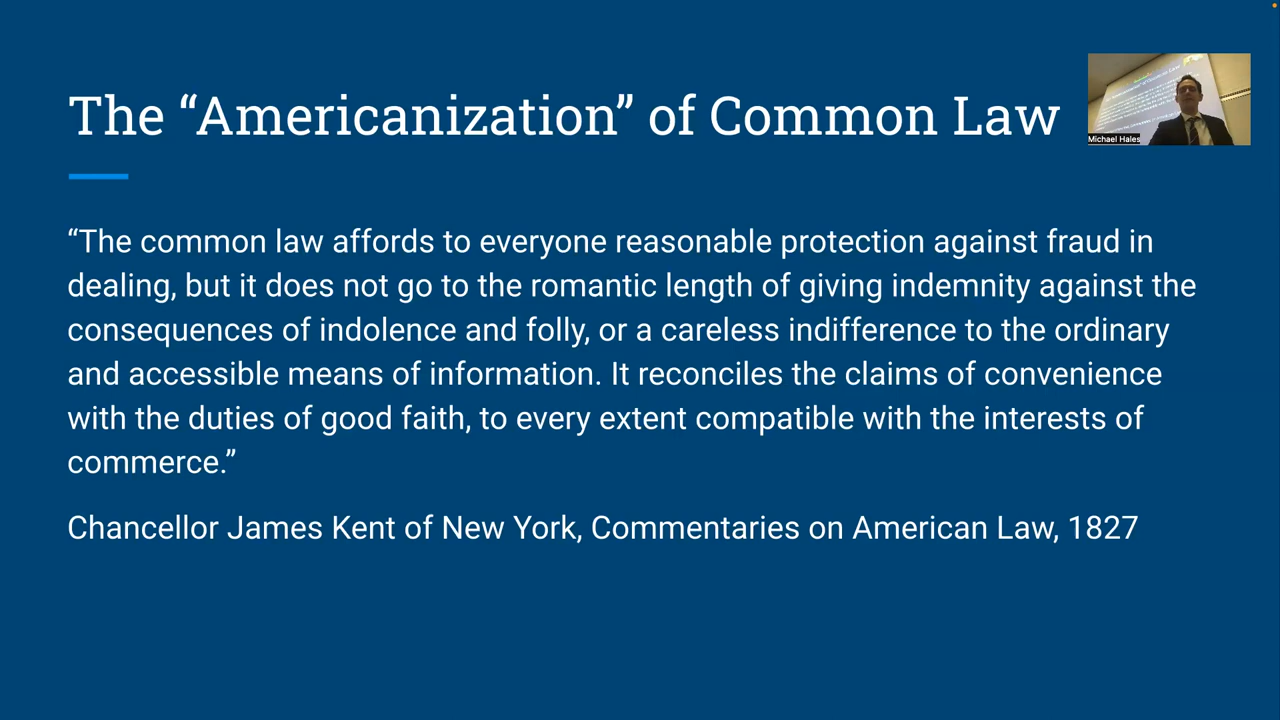 The “Americanization” of Common Law
Michael Hales
“The common law affords to everyone reasonable protection against fraud in
dealing, but it does not go to the romantic length of giving indemnity against the
consequences of indolence and folly, or a careless indifference to the ordinary
and accessible means of information. It reconciles the claims of convenience
with the duties of good faith, to every extent compatible with the interests of
commerce.”
Chancellor James Kent of New York, Commentaries on American Law, 1827